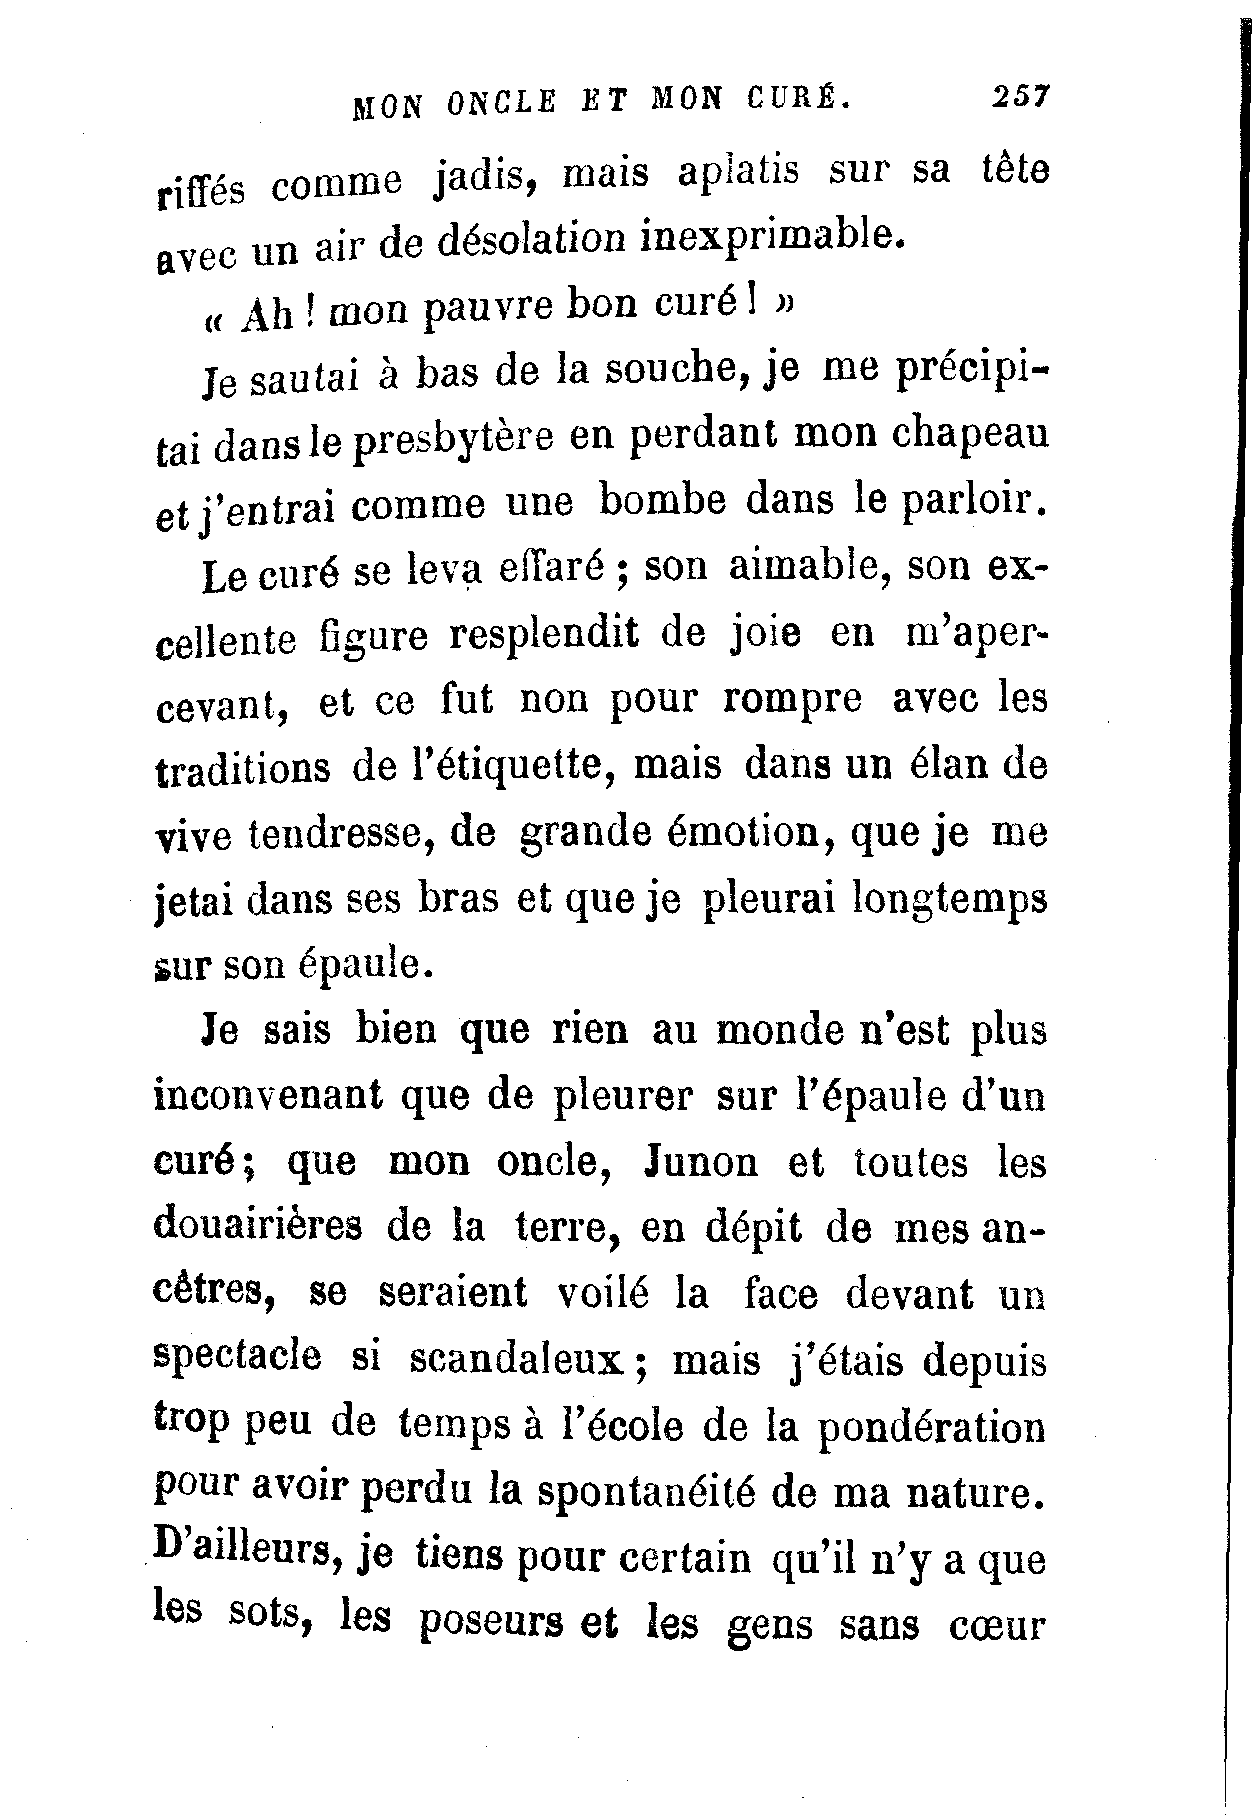 MON ONCLE ET MON CURÉ. 257
riffés comme jadis, mais aplatis sur sa tête
avec un air de désolation inexprimable.
« Ah ! mon pauvre bon curé ! »
Je sautai à bas de la souche, je me précipi-
tai dans le presbytère en perdant mon chapeau
et j'entrai comme une bombe dans le parloir.
Le curé se leva effaré ; son aimable, son ex-
cellente figure resplendit de joie en m'aper-
cevant, et ce fut non pour rompre avec les
traditions de l'étiquette, mais dans un élan de
vive tendresse, de grande émotion, que je me
jetai dans ses bras et que je pleurai longtemps
sur son épaule.
Je sais bien que rien au monde n'est plus
inconvenant que de pleurer sur l'épaule d'un
curé ; que mon oncle, Junon et toutes les
douairières de la terre, en dépit de mes an-
cêtres, se seraient voilé la face devant un
spectacle si scandaleux ; mais j'étais depuis
trop peu de temps à l'école de la pondération
pour avoir perdu la spontanéité de ma nature.
D'ailleurs, je tiens pour certain qu'il n'y a que
les sots, les poseurs et les gens sans cœur